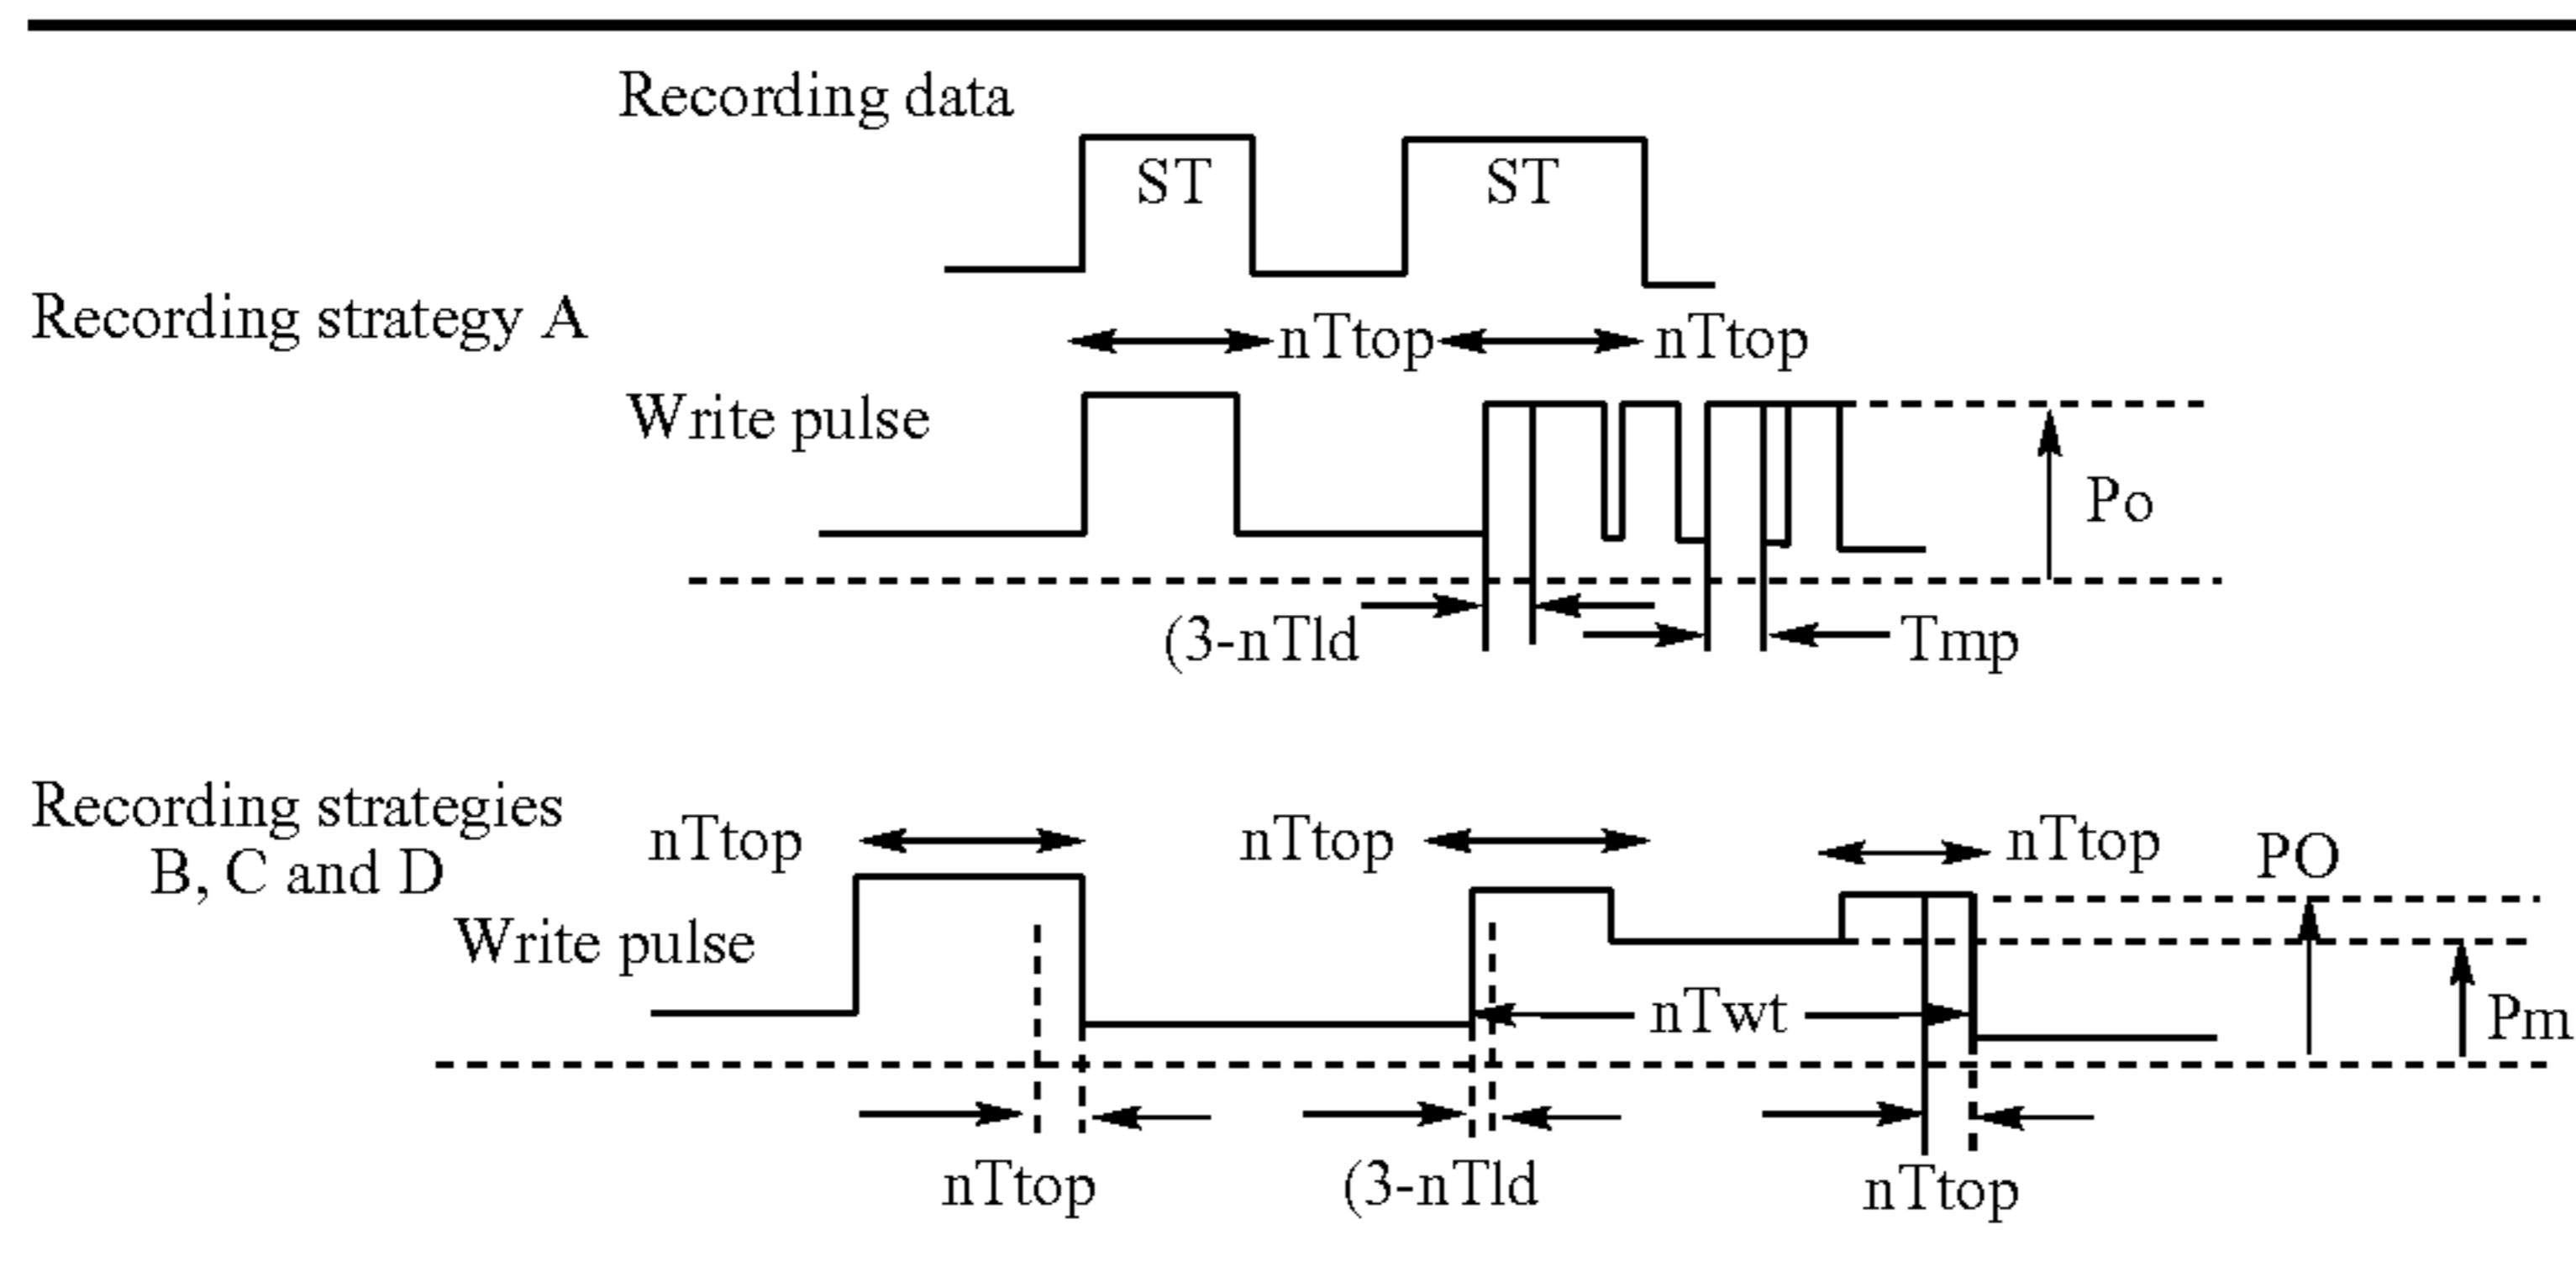 Recording data
ST ST
Recording strategy A
nTtop nTtop
Write pulse
Po
(3-nTld Tmp
Recording strategies
B, C and D
nTtop nTtop nTtop PO
Write pulse
nTwt Pm
nTtop (3-nTld nTtop